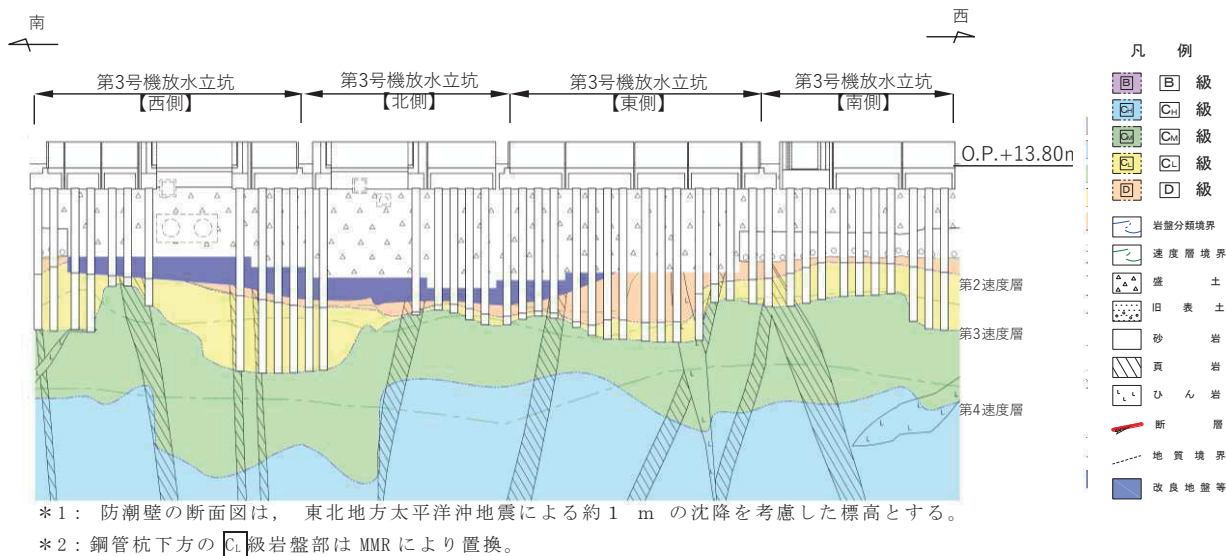 南
西
第3号機放水立坑
【西側】
第3号機放水立坑
【北側】
第3号機放水立坑
【東側】
第3号機放水立坑
【南側】
O.P.+13.80m
第2速度層
第3速度層
第4速度層
凡 例
B B 級
CH CH 級
CM CM 級
CL CL 級
D D 級
岩盤分類境界
速度層境界
盛 土
旧 表 土
砂 岩
頁 岩
ひ ん 岩
断 層
地 質 境 界
改良地盤等
*1: 防潮壁の断面図は, 東北地方太平洋沖地震による約1 m の沈降を考慮した標高とする。
*2:鋼管杭下方の CL 級岩盤部は MMR により置換。